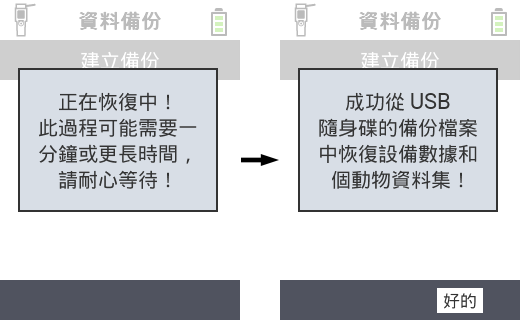 資料備份
建立備份
正在恢復中！
此過程可能需要一
分鐘或更長時間，
請耐心等待！
資料備份
建立備份
成功從 USB
隨身碟的備份檔案
中恢復設備數據和
個動物資料集！
好的